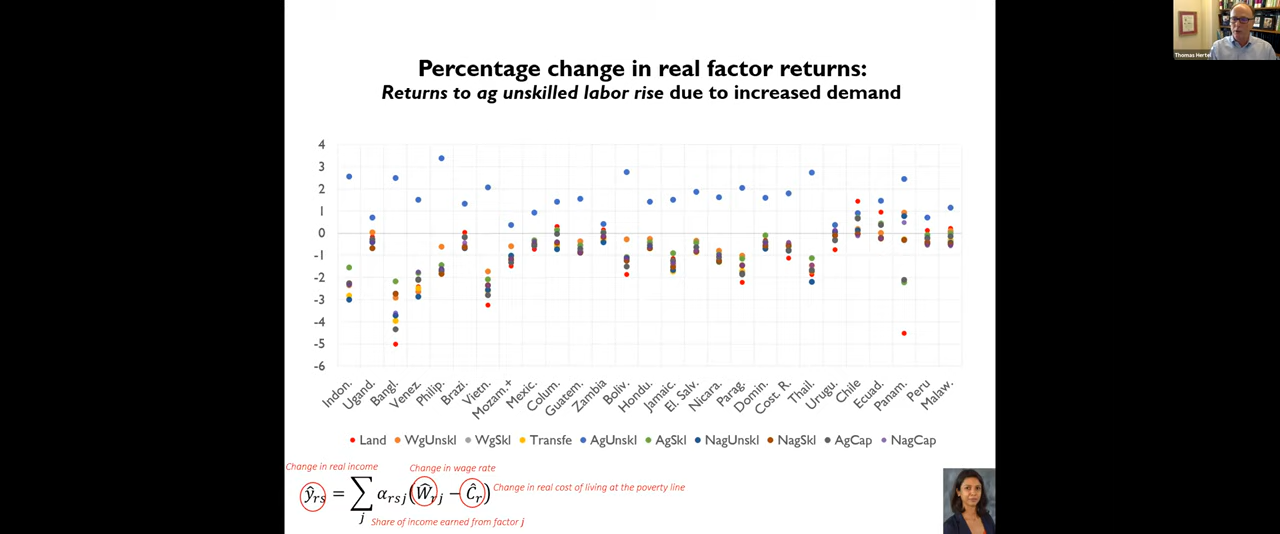 Thomas Hertel
Percentage change in real factor returns:
Returns to ag unskilled labor rise due to increased demand
4
3
2
1
0
-1
-2
-3
-4
-5
-6
Indon. Ugand. Bangl. Venez. Philip. Brazi. Vietn. Mozam.+ Mexic. Colum. Guatem. Zambia Boliv. Hondu. Jamaic. El. Salv. Nicara. Parag. Domin. Cost. R. Thail. Urugu. Chile Ecuad. Panam. Peru Malaw.
Land WgUnskl WgSkl Transfe AgUnskl AgSkl NagUnskl NagSkl AgCap NagCap
Change in real income Change in wage rate
ŷrs = ∑j αrsj(Ŵrj − Ĉr) Change in real cost of living at the poverty line
Share of income earned from factor j